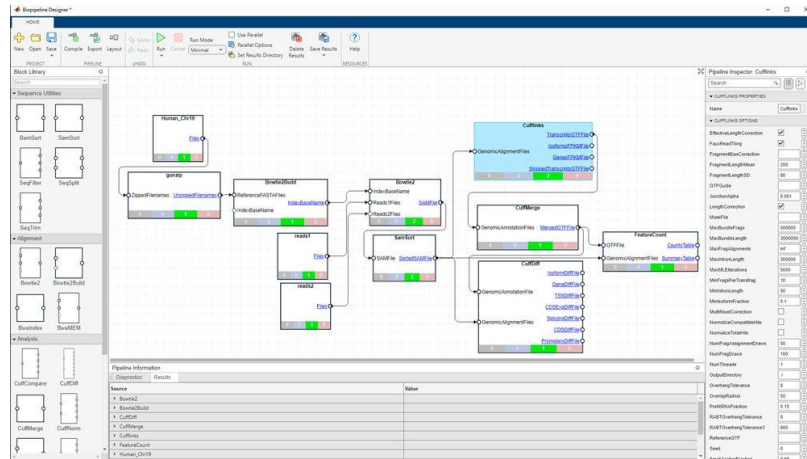 Biopipeline Designer *
HOME
New Open Save Compile Export Layout Undo Redo Run Cancel Run Mode Minimal Use Parallel Parallel Options Set Results Directory Delete Results Save Results Help
PROJECT PIPELINE UNDO RUN RESOURCES
Block Library
Search
Sequence Utilities
SamSort
SeqFilter SeqSplit
SeqTrim
Alignment
Bowtie2 Bowtie2Build
BwaIndex BwaMEM
Analysis
CuffCompare CuffDiff
CuffMerge CuffNorm
Human_Chr19
Files
gunzip
ZippedFilenames UnzippedFilenames
Bowtie2Build
ReferenceFASTAFiles
IndexBaseName
IndexBaseName
reads1
Files
reads2
Files
Bowtie2
IndexBaseName
Reads1Files SAMFile
Reads2Files
SamSort
SAMFile SortedSAMFile
Cufflinks
TranscriptsGTFFile
GenomicAlignmentFiles
IsoformsFPKMFile
GenesFPKMFile
SkippedTranscriptsGTFFile
CuffMerge
GenomicAnnotationFiles MergedGTFFile
CuffDiff
IsoformDiffFile
GeneDiffFile
TSSDiffFile
GenomicAnnotationFile
CDSExpDiffFile
GenomicAlignmentFiles
SplicingDiffFile
CDSDiffFile
PromotersDiffFile
FeatureCount
GTFFile CountsTable
GenomicAlignmentFiles SummaryTable
Pipeline Information
Diagnostics Results
Source Value
Bowtie2
Bowtie2Build
CuffDiff
CuffMerge
Cufflinks
FeatureCount
Human_Chr19
Pipeline Inspector: Cufflinks
Search
CUFFLINKS PROPERTIES
Name Cufflinks
CUFFLINKS OPTIONS
EffectiveLengthCorrection
FauxReadTiling
FragmentBiasCorrection
FragmentLengthMean 200
FragmentLengthSD 80
GTFGuide
JunctionAlpha 0.001
LengthCorrection
MaskFile
MaxBundleFrags 500000
MaxBundleLength 3500000
MaxFragAlignments Inf
MaxIntronLength 300000
MaxMLEIterations 5000
MinFragsPerTransfrag 10
MinIntronLength 50
MinIsoformFraction 0.1
MultiReadCorrection
NormalizeCompatibleHits
NormalizeTotalHits
NumFragAssignmentDraws 50
NumFragDraws 100
NumThreads 1
OutputDirectory
OverhangTolerance 8
OverlapRadius 50
PreMRNAFraction 0.15
RABTOverhangTolerance 8
RABTOverhangTolerance3 600
ReferenceGTF
Seed 0